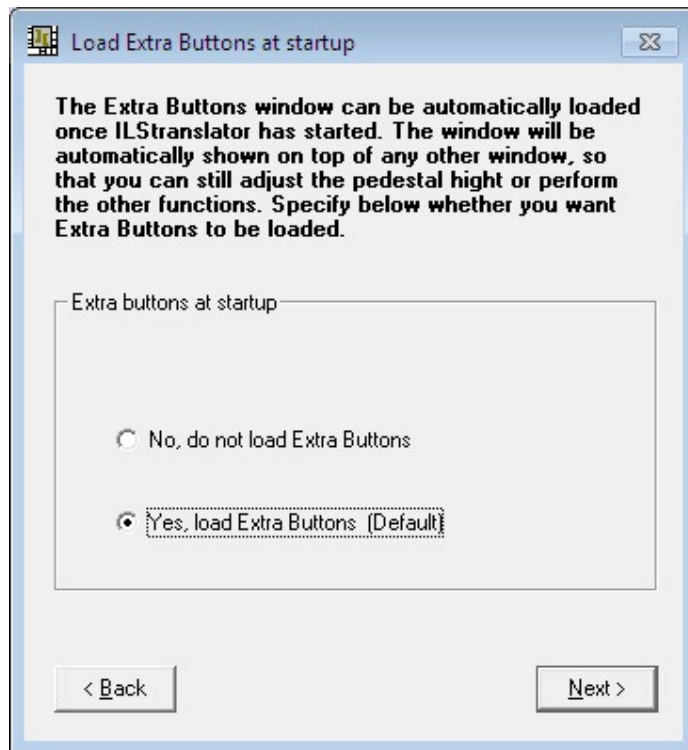 Load Extra Buttons at startup
The Extra Buttons window can be automatically loaded
once ILStranslator has started. The window will be
automatically shown on top of any other window, so
that you can still adjust the pedestal hight or perform
the other functions. Specify below whether you want
Extra Buttons to be loaded.
Extra buttons at startup
No, do not load Extra Buttons
Yes, load Extra Buttons (Default)
< Back
Next >